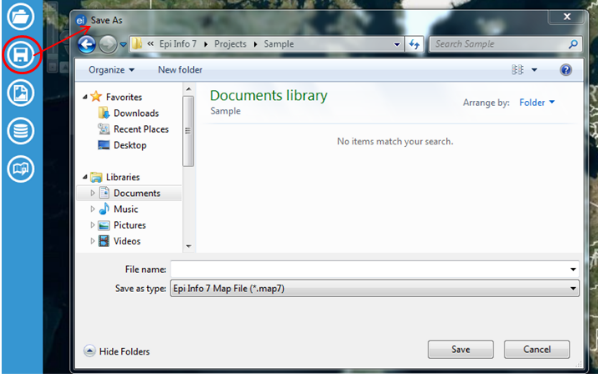 Save As
« Epi Info 7 Projects Sample Search Sample
Organize New folder
Favorites
Downloads
Recent Places
Desktop
Libraries
Documents
Music
Pictures
Videos
Documents library
Sample
Arrange by: Folder
No items match your search.
File name:
Save as type: Epi Info 7 Map File (*.map7)
Hide Folders Save Cancel